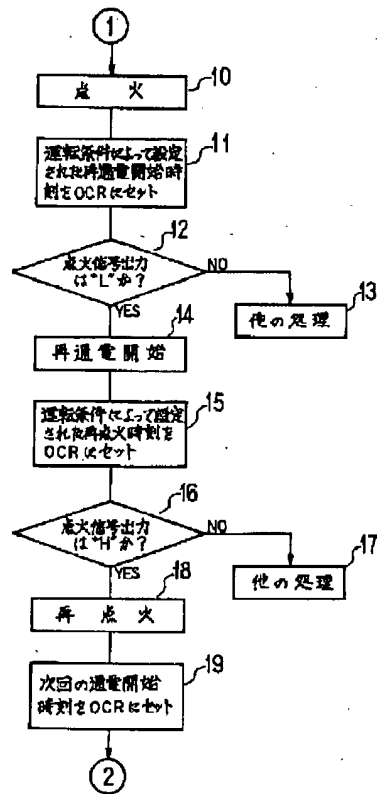 1
点火
10
運転条件によって設定
された再通電開始時
刻をOCRにセット
11
点火信号出力
は"L"か?
12
NO
YES
他の処理
13
再通電開始
14
運転条件によって設定
された再点火時刻を
OCRにセット
15
点火信号出力
は"H"か?
16
NO
YES
他の処理
17
再点火
18
次回の通電開始
時刻をOCRにセット
19
2